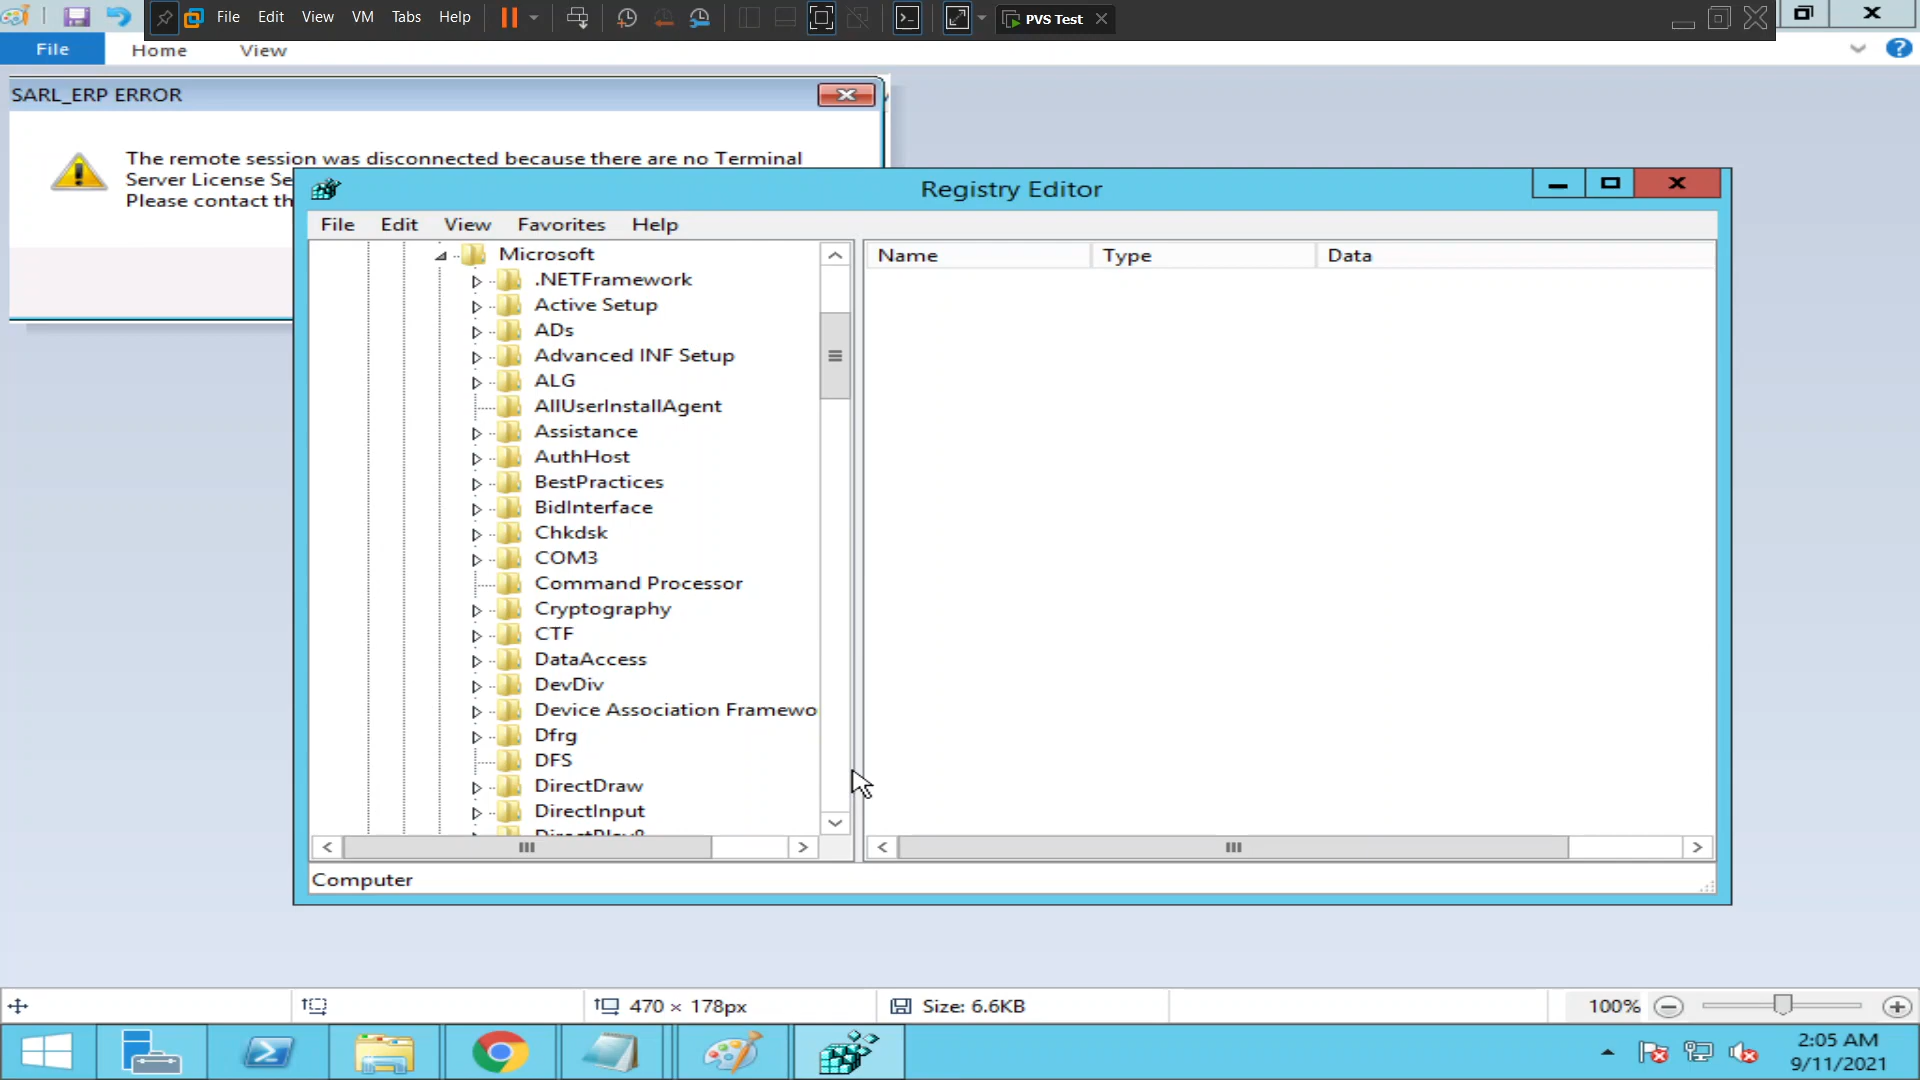 File Edit View VM Tabs Help PVS Test
File Home View
SARL_ERP ERROR
The remote session was disconnected because there are no Terminal
Server License Se
Please contact th
Registry Editor
File Edit View Favorites Help
Name Type Data
Microsoft
.NETFramework
Active Setup
ADs
Advanced INF Setup
ALG
AllUserInstallAgent
Assistance
AuthHost
BestPractices
BidInterface
Chkdsk
COM3
Command Processor
Cryptography
CTF
DataAccess
DevDiv
Device Association Framewo
Dfrg
DFS
DirectDraw
DirectInput
Computer
470 × 178px Size: 6.6KB 100%
2:05 AM
9/11/2021